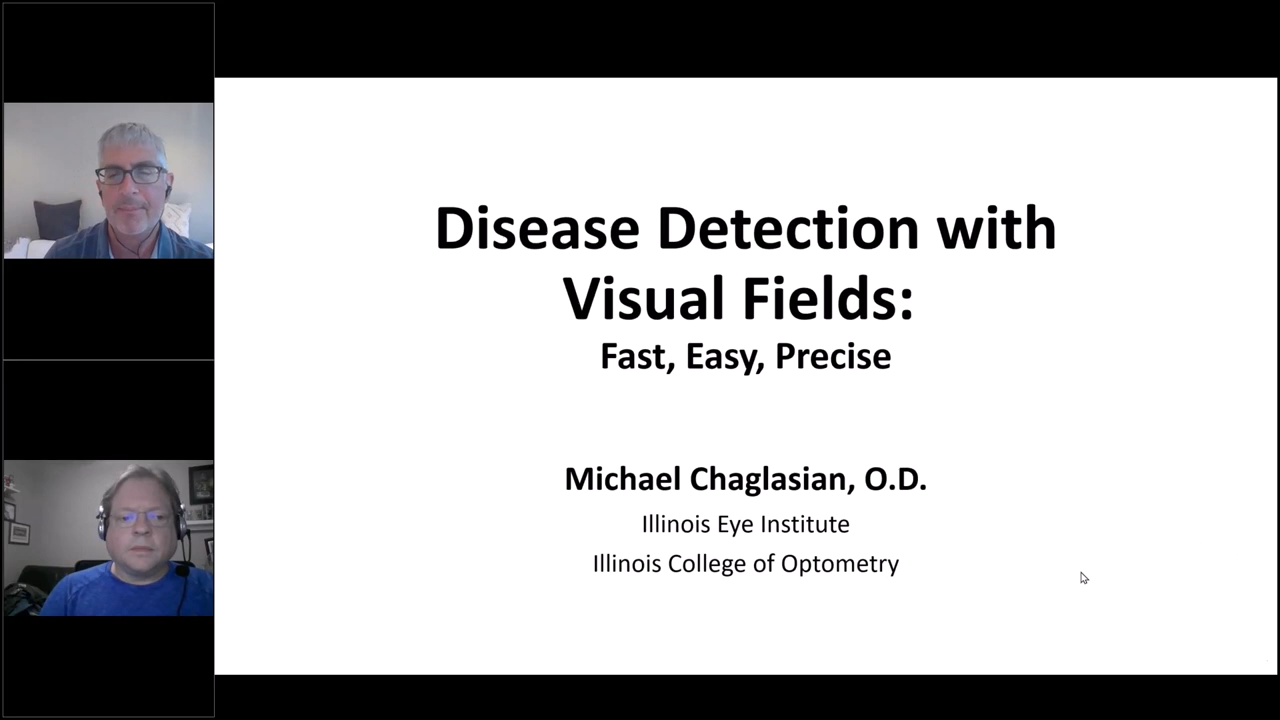 Disease Detection with
Visual Fields:
Fast, Easy, Precise
Michael Chaglasian, O.D.
Illinois Eye Institute
Illinois College of Optometry